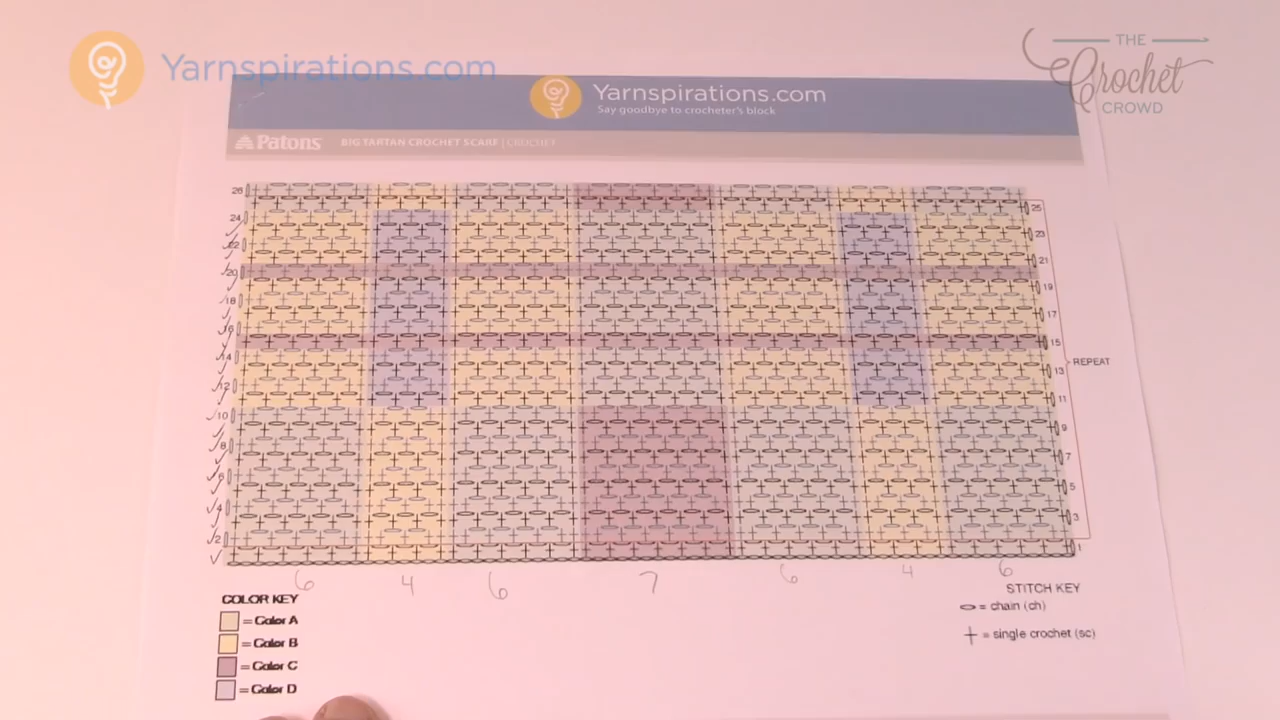 Yarnspirations.com
THE
Crochet
CROWD
Yarnspirations.com
Say goodbye to crocheter's block
Patons BIG TARTAN CROCHET SCARF | CROCHET
26
25
24
23
22
21
20
19
18
17
16
15
14
13
REPEAT
12
11
10
9
8
7
6
5
4
3
2
1
6 4 6 7 6 4 6
COLOR KEY
= Color A
= Color B
= Color C
= Color D
STITCH KEY
= chain (ch)
= single crochet (sc)